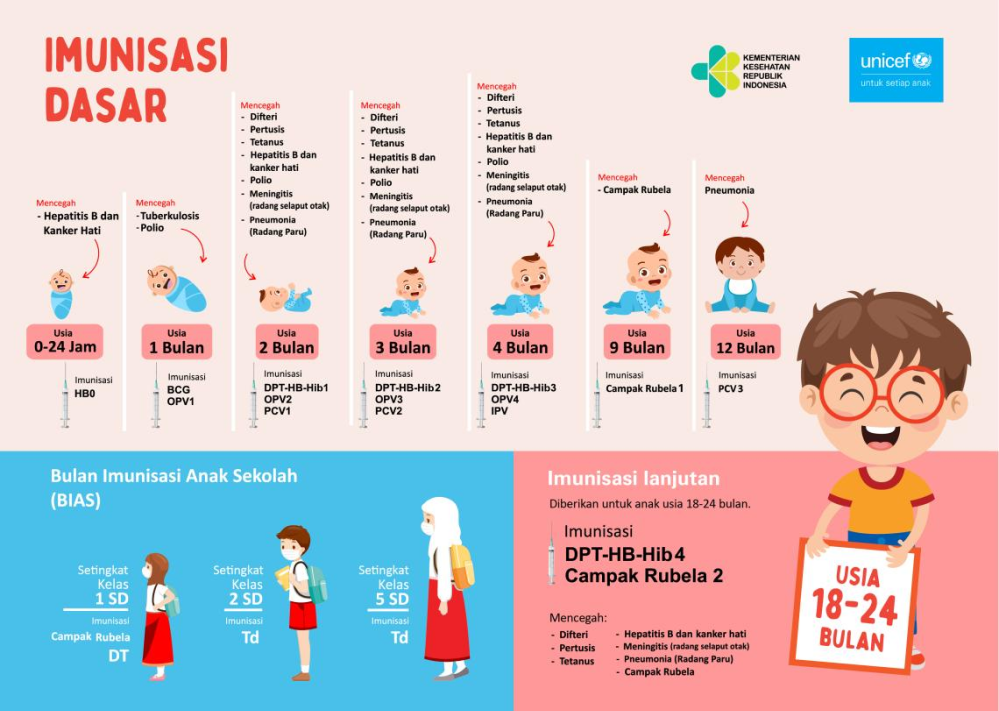 IMUNISASI
DASAR
KEMENTERIAN
KESEHATAN
REPUBLIK
INDONESIA
unicef
untuk setiap anak
Mencegah
- Hepatitis B dan
Kanker Hati
Usia
0-24 Jam
Imunisasi
HB0
Mencegah
- Tuberkulosis
- Polio
Usia
1 Bulan
Imunisasi
BCG
OPV1
Mencegah
- Difteri
- Pertusis
- Tetanus
- Hepatitis B dan
kanker hati
- Polio
- Meningitis
(radang selaput otak)
- Pneumonia
(Radang Paru)
Usia
2 Bulan
Imunisasi
DPT-HB-Hib1
OPV2
PCV1
Mencegah
- Difteri
- Pertusis
- Tetanus
- Hepatitis B dan
kanker hati
- Polio
- Meningitis
(radang selaput otak)
- Pneumonia
(Radang Paru)
Usia
3 Bulan
Imunisasi
DPT-HB-Hib2
OPV3
PCV2
Mencegah
- Difteri
- Pertusis
- Tetanus
- Hepatitis B dan
kanker hati
- Polio
- Meningitis
(radang selaput otak)
- Pneumonia
(Radang Paru)
Usia
4 Bulan
Imunisasi
DPT-HB-Hib3
OPV4
IPV
Mencegah
- Campak Rubela
Usia
9 Bulan
Imunisasi
Campak Rubela 1
Mencegah
Pneumonia
Usia
12 Bulan
Imunisasi
PCV3
Bulan Imunisasi Anak Sekolah
(BIAS)
Setingkat
Kelas
1 SD
Imunisasi
Campak Rubela
DT
Setingkat
Kelas
2 SD
Imunisasi
Td
Setingkat
Kelas
5 SD
Imunisasi
Td
Imunisasi lanjutan
Diberikan untuk anak usia 18-24 bulan.
Imunisasi
DPT-HB-Hib4
Campak Rubela 2
Mencegah:
- Difteri
- Pertusis
- Tetanus
- Hepatitis B dan kanker hati
- Meningitis (radang selaput otak)
- Pneumonia (Radang Paru)
- Campak Rubela
USIA
18-24
BULAN